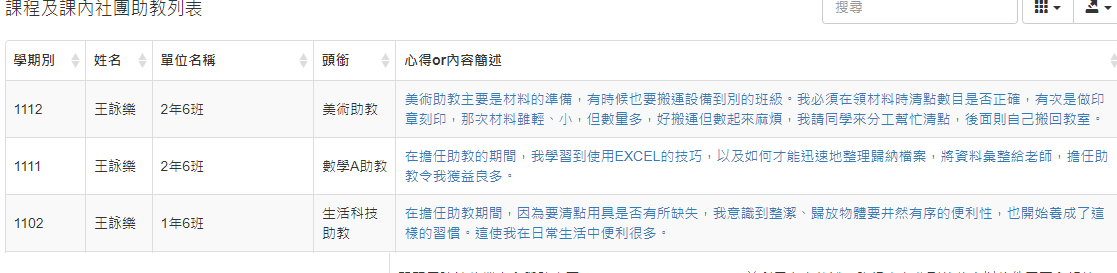 課程及課內社團助教列表
搜尋
學期別 姓名 單位名稱 頭銜 心得or內容簡述
1112 王詠樂 2年6班 美術助教 美術助教主要是材料的準備，有時候也要搬運設備到別的班級。我必須在領材料時清點數目是否正確，有次是做印
章刻印，那次材料雖輕、小，但數量多，好搬運但數起來麻煩，我請同學來分工幫忙清點，後面則自己搬回教室。
1111 王詠樂 2年6班 數學A助教 在擔任助教的期間，我學習到使用EXCEL的技巧，以及如何才能迅速地整理歸納檔案，將資料彙整給老師，擔任助
教令我獲益良多。
1102 王詠樂 1年6班 生活科技 在擔任助教期間，因為要清點用具是否有所缺失，我意識到整潔、歸放物體要井然有序的便利性，也開始養成了這
助教 樣的習慣。這使我在日常生活中便利很多。